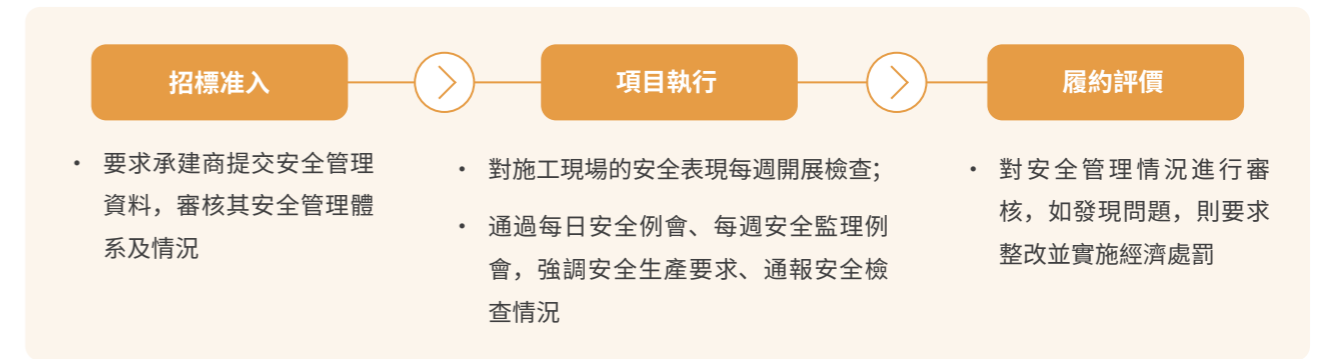 招標准入
要求承建商提交安全管理
資料，審核其安全管理體
系及情況
項目執行
對施工現場的安全表現每週開展檢查；
通過每日安全例會、每週安全監理例
會，強調安全生產要求、通報安全檢
查情況
履約評價
對安全管理情況進行審
核，如發現問題，則要求
整改並實施經濟處罰